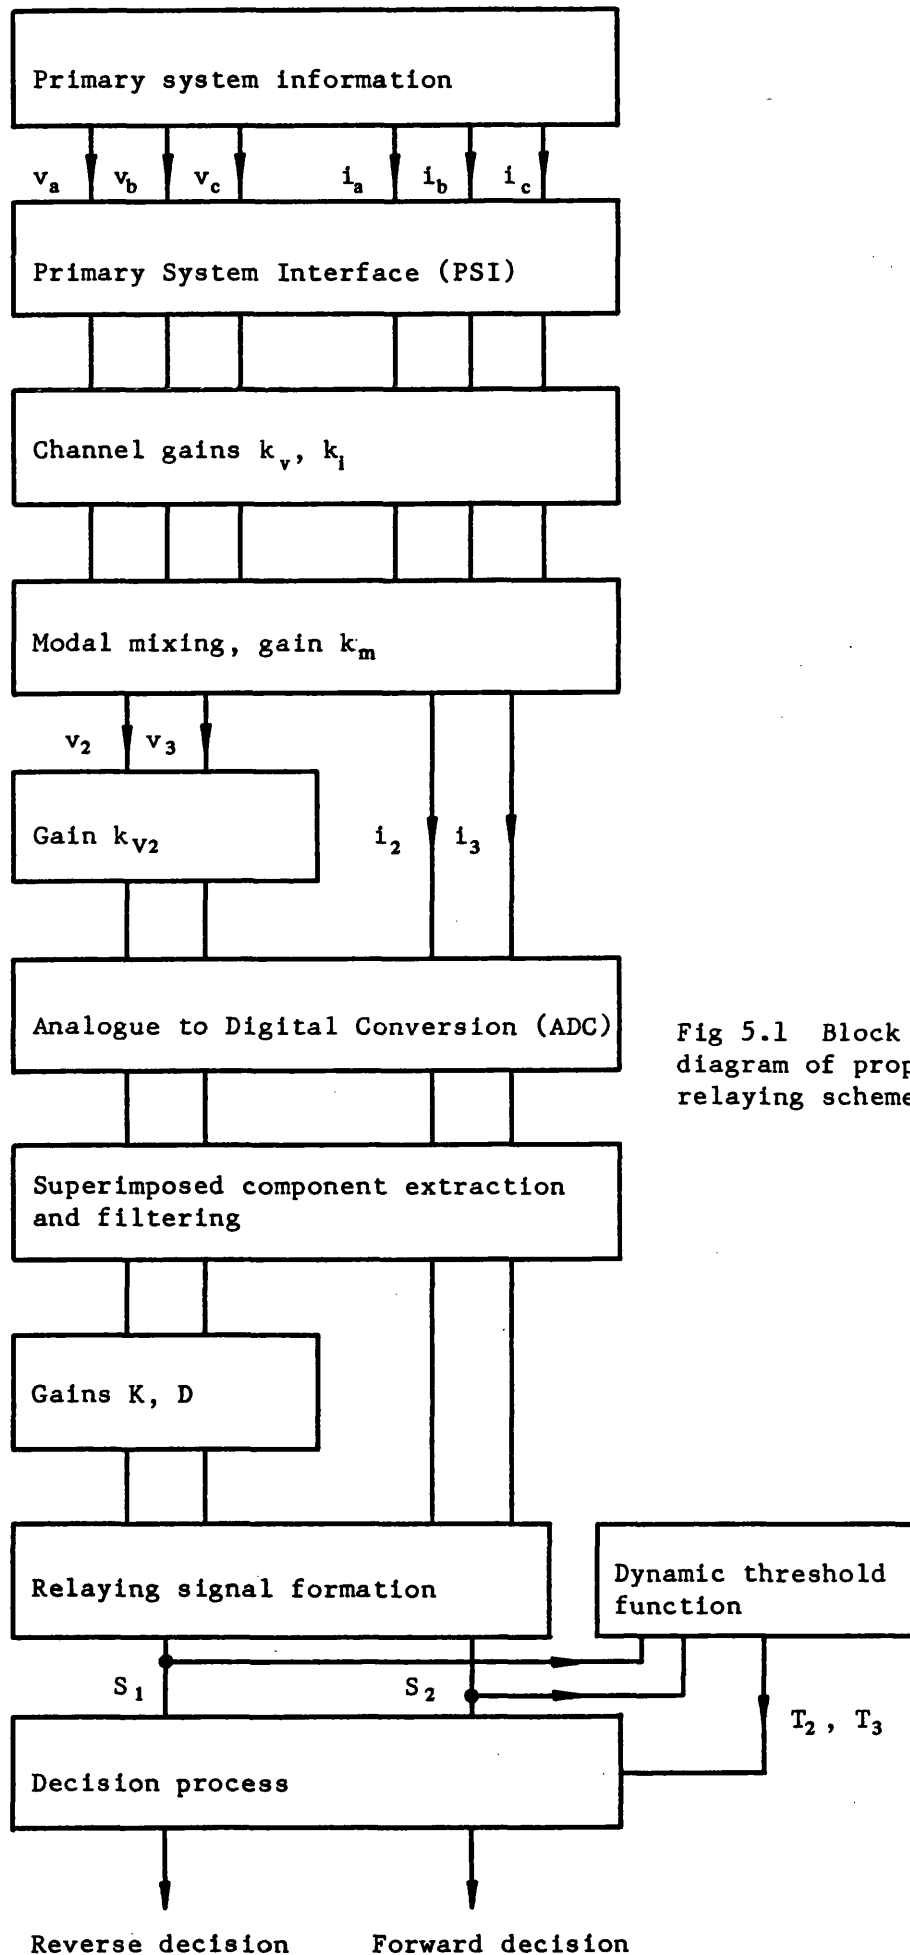 Primary system information
v_a v_b v_c i_a i_b i_c
Primary System Interface (PSI)
Channel gains k_v, k_i
Modal mixing, gain k_m
v_2 v_3
Gain k_V2
i_2 i_3
Analogue to Digital Conversion (ADC)
Fig 5.1 Block
diagram of prop
relaying scheme
Superimposed component extraction
and filtering
Gains K, D
Relaying signal formation
Dynamic threshold
function
S_1 S_2
T_2 , T_3
Decision process
Reverse decision Forward decision